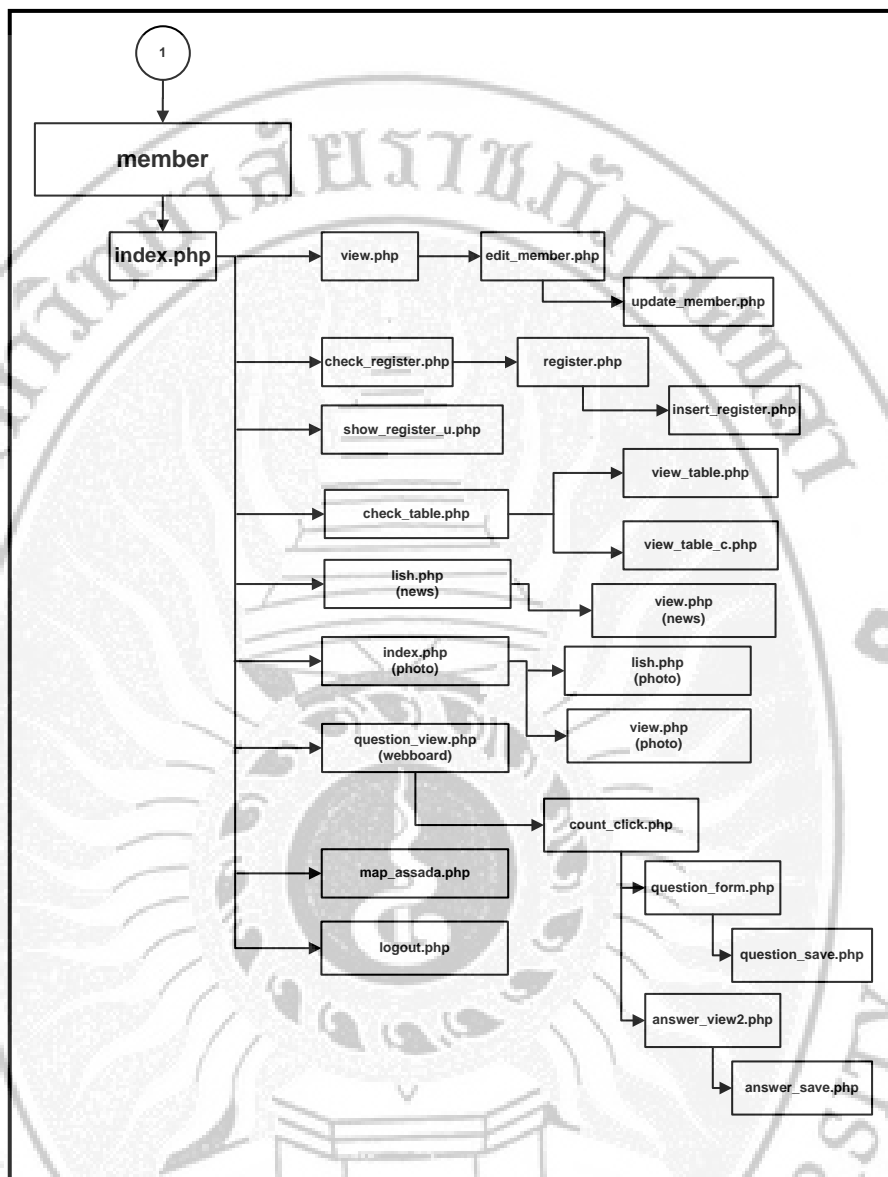 1
member
index.php
view.php
edit_member.php
update_member.php
check_register.php
register.php
insert_register.php
show_register_u.php
check_table.php
view_table.php
view_table_c.php
lish.php
(news)
view.php
(news)
index.php
(photo)
lish.php
(photo)
view.php
(photo)
question_view.php
(webboard)
count_click.php
map_assada.php
question_form.php
logout.php
question_save.php
answer_view2.php
answer_save.php